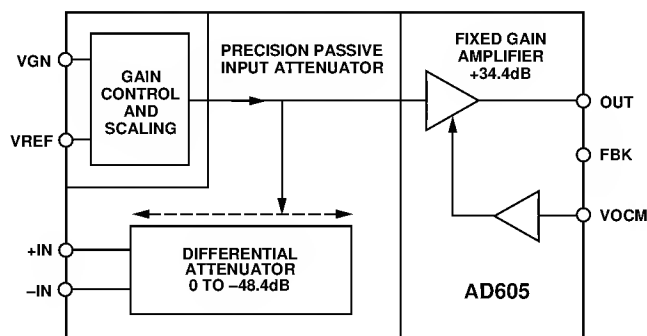 VGN
VREF
GAIN
CONTROL
AND
SCALING
PRECISION PASSIVE
INPUT ATTENUATOR
FIXED GAIN
AMPLIFIER
+34.4dB
OUT
FBK
VOCM
+IN
–IN
DIFFERENTIAL
ATTENUATOR
0 TO –48.4dB
AD605